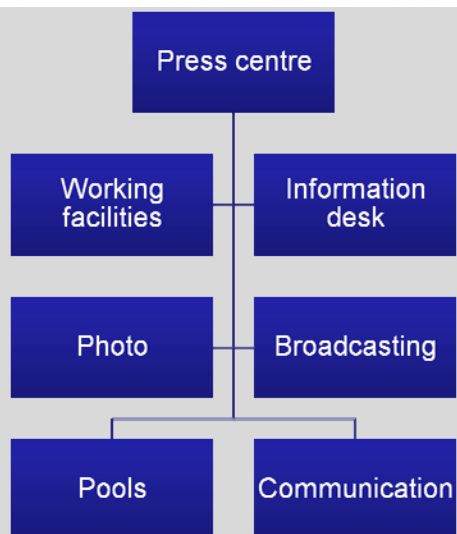 Press centre
Working
facilities
Information
desk
Photo
Broadcasting
Pools
Communication